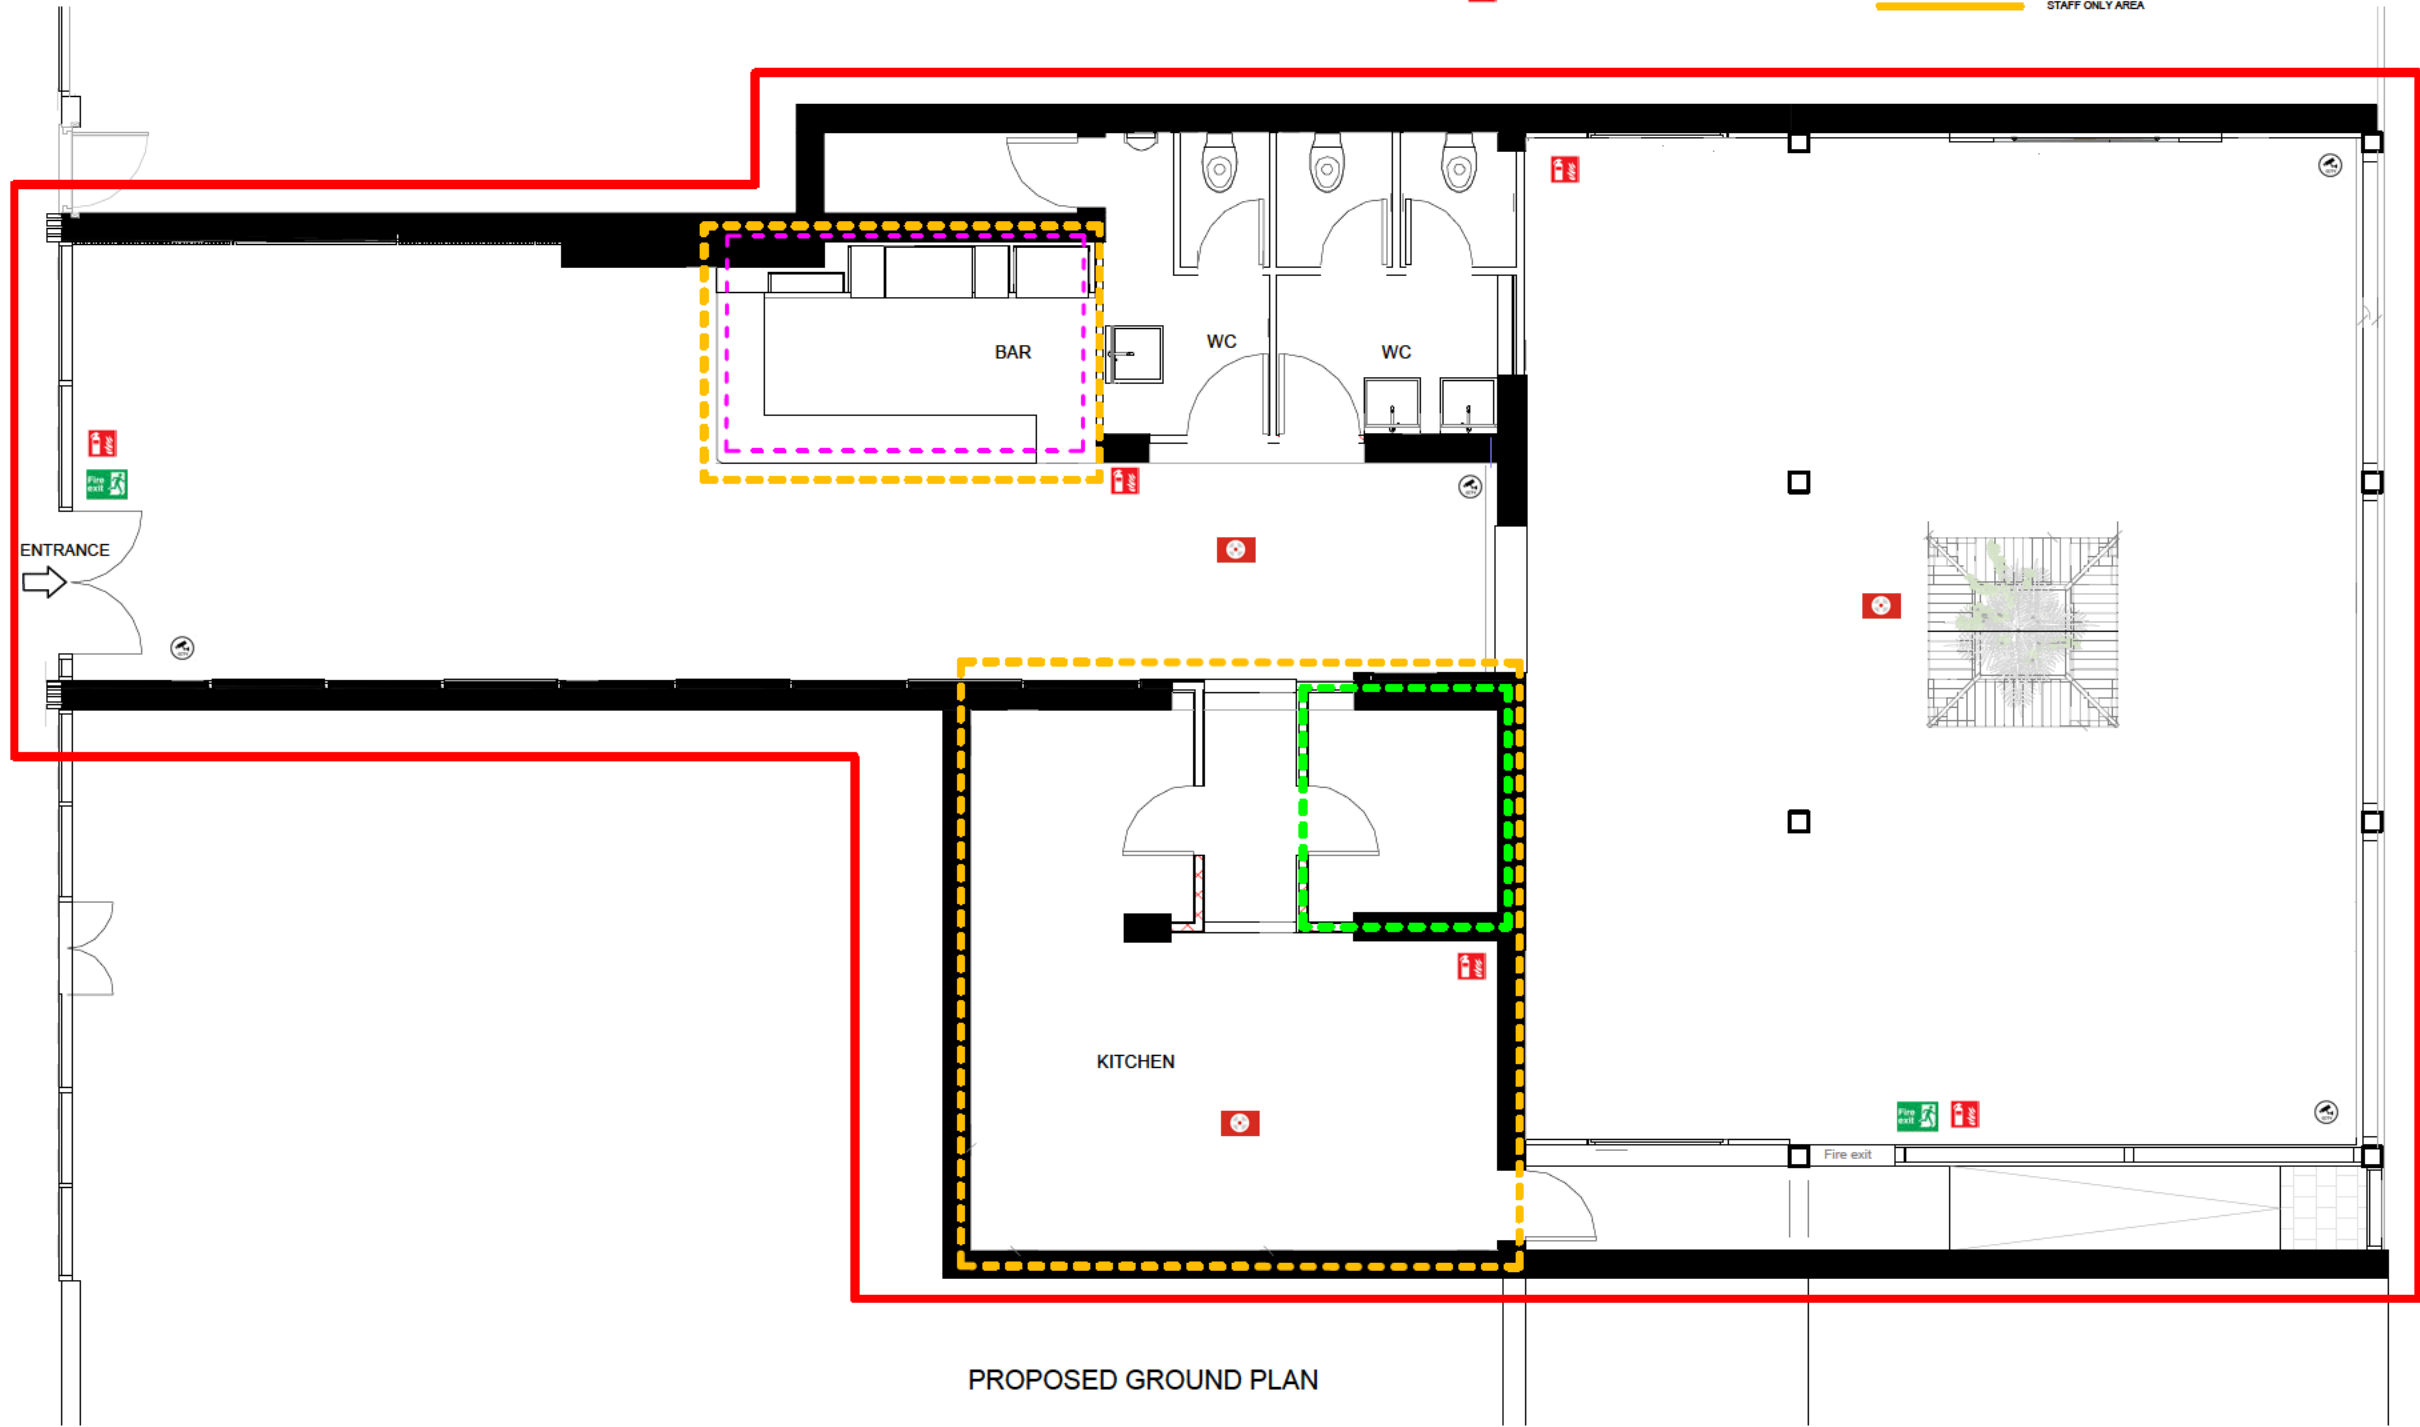 STAFF ONLY AREA
WC
BAR
WC
Fire
exit
ENTRANCE
KITCHEN
Fire
exit
Fire exit
PROPOSED GROUND PLAN